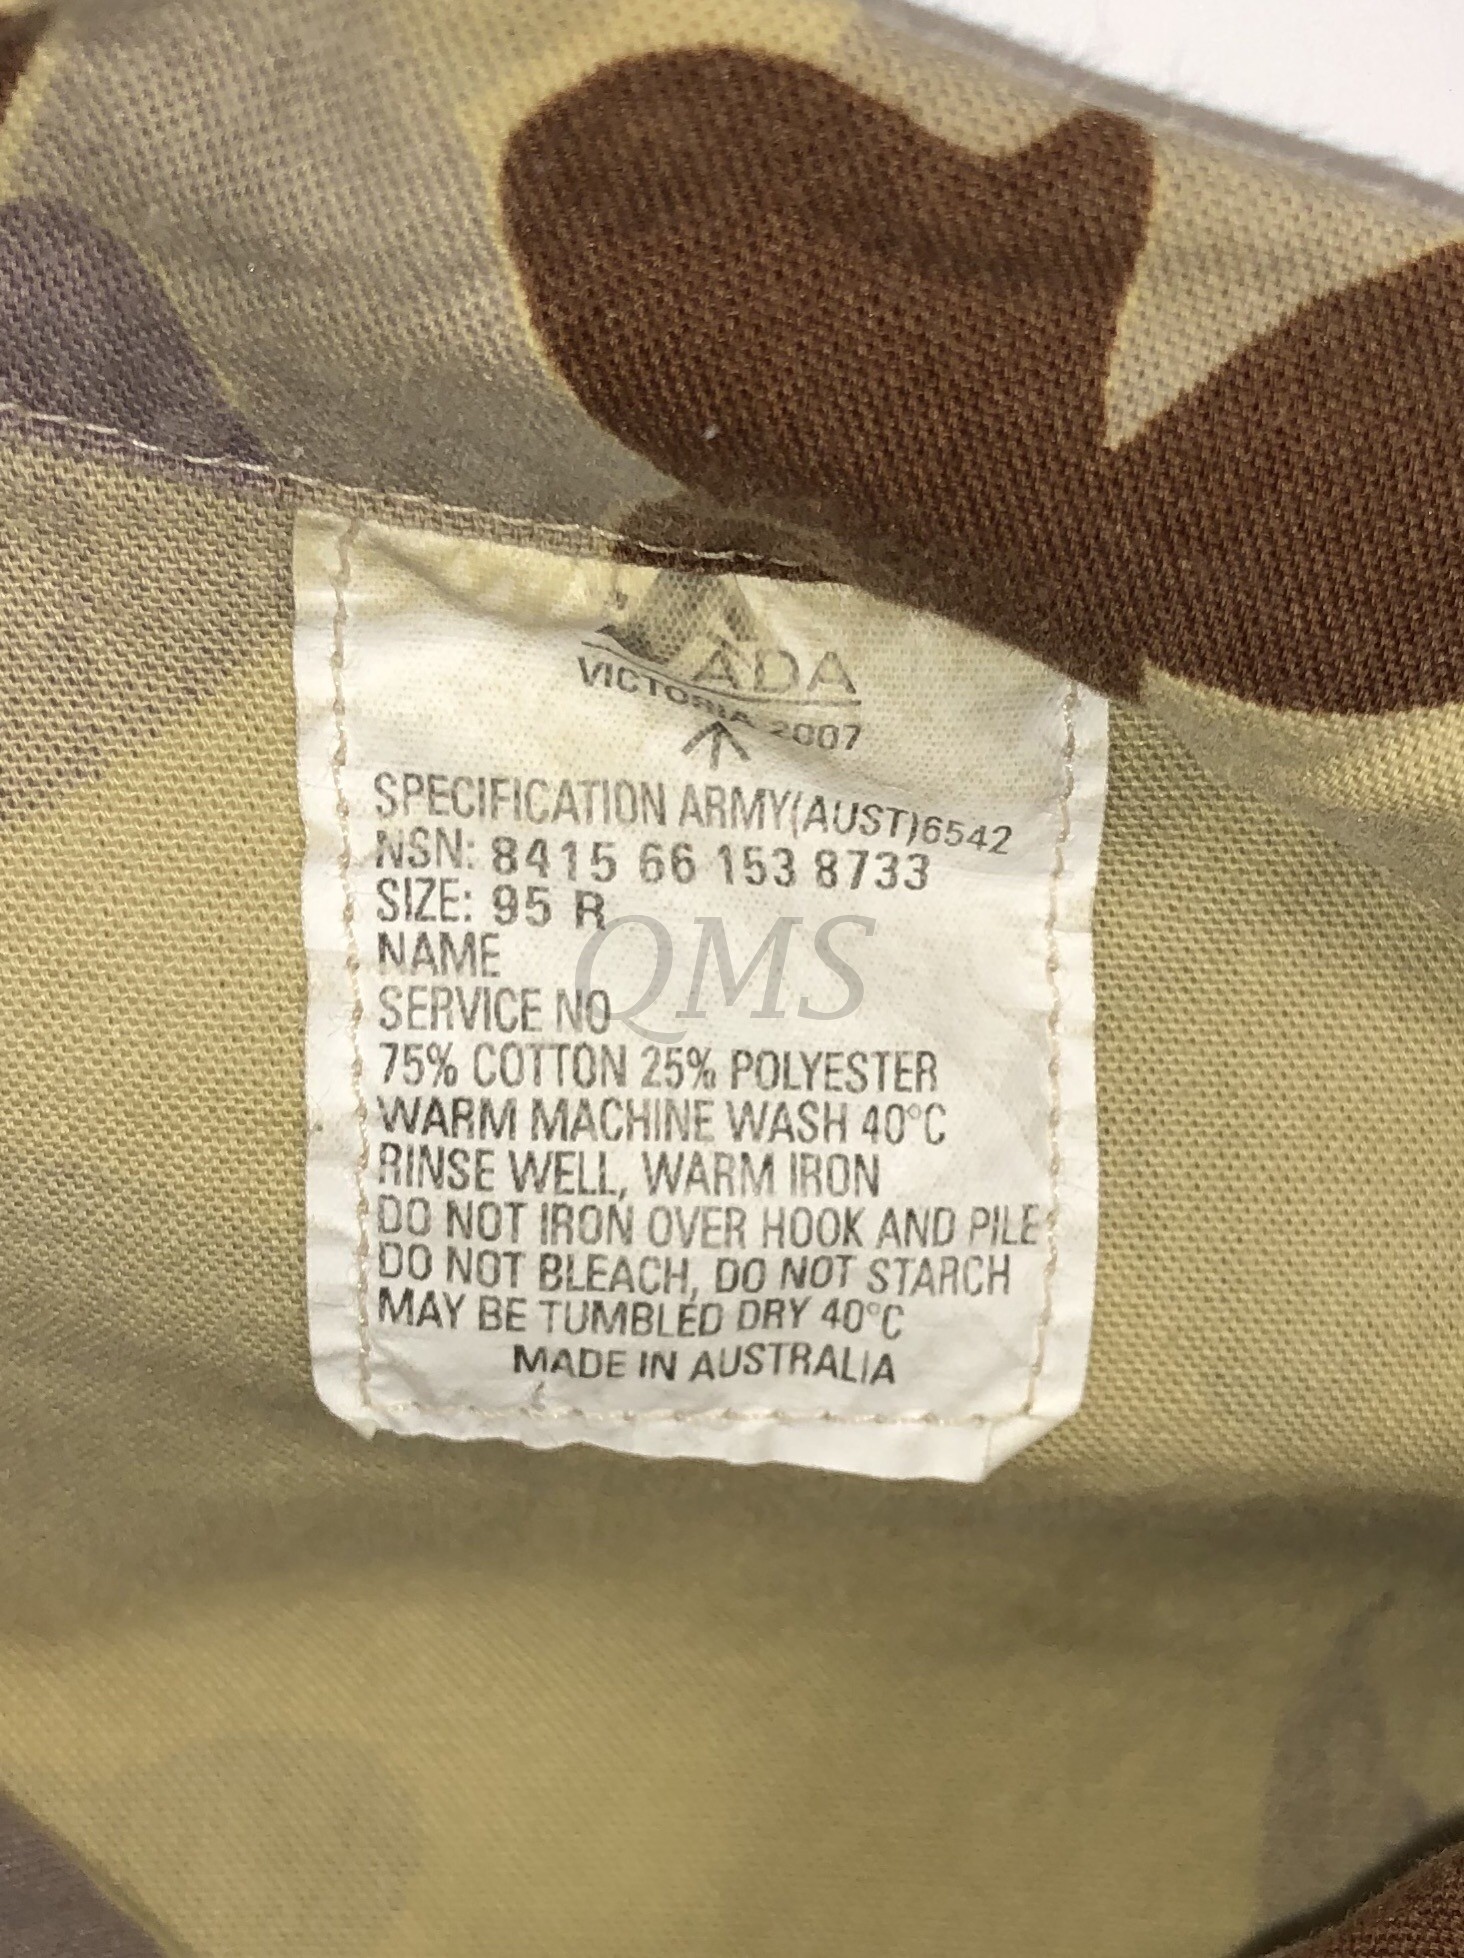 ADA
VICTORIA 2007
SPECIFICATION ARMY(AUST)6542
NSN: 8415 66 153 8733
SIZE: 95 R
QMS
NAME
SERVICE NO
75% COTTON 25% POLYESTER
WARM MACHINE WASH 40°C
RINSE WELL, WARM IRON
DO NOT IRON OVER HOOK AND PILE
DO NOT BLEACH, DO NOT STARCH
MAY BE TUMBLED DRY 40°C
MADE IN AUSTRALIA